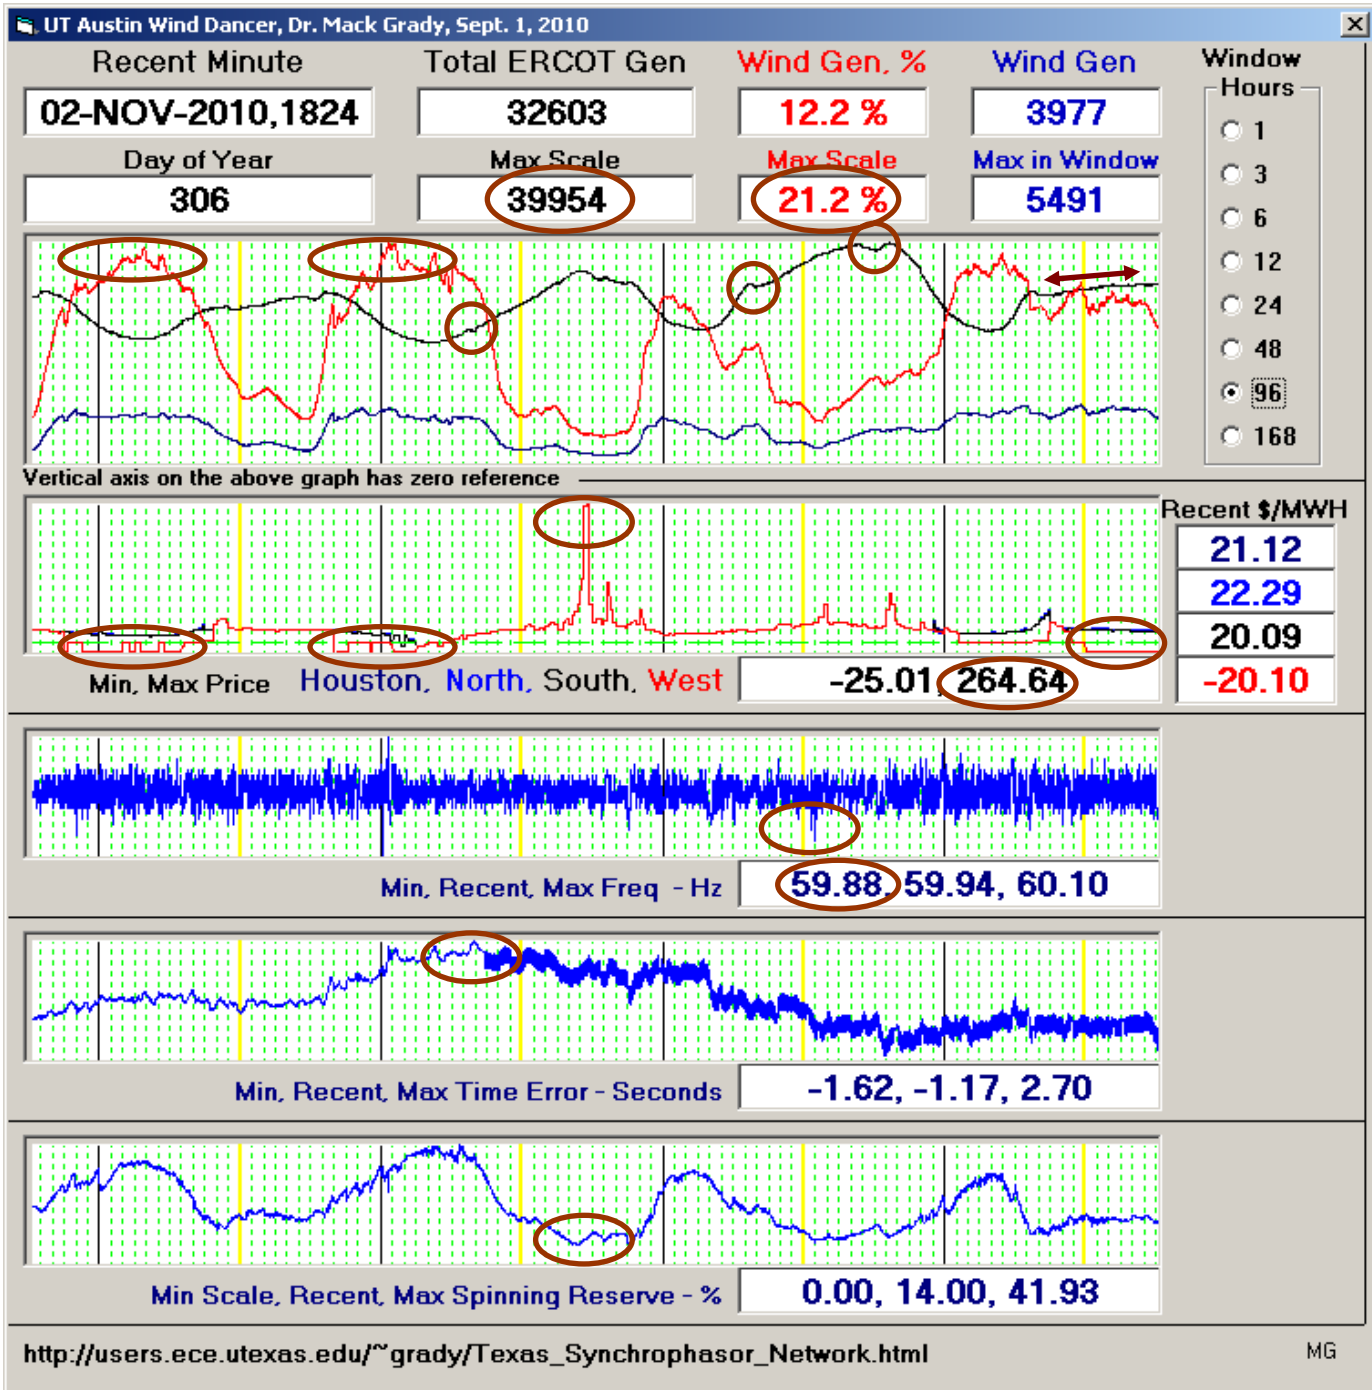 UT Austin Wind Dancer, Dr. Mack Grady, Sept. 1, 2010
Recent Minute Total ERCOT Gen Wind Gen, % Wind Gen Window
Hours
02-NOV-2010,1824 32603 12.2 % 3977
1
Day of Year Max Scale Max Scale Max in Window
3
306 39954 21.2 % 5491
6
12
24
48
96
168
Vertical axis on the above graph has zero reference
Recent $/MWH
21.12
22.29
20.09
Min, Max Price Houston, North, South, West -25.01, 264.64
-20.10
Min, Recent, Max Freq - Hz 59.88, 59.94, 60.10
Min, Recent, Max Time Error - Seconds -1.62, -1.17, 2.70
Min Scale, Recent, Max Spinning Reserve - % 0.00, 14.00, 41.93
http://users.ece.utexas.edu/~grady/Texas_Synchrophasor_Network.html MG